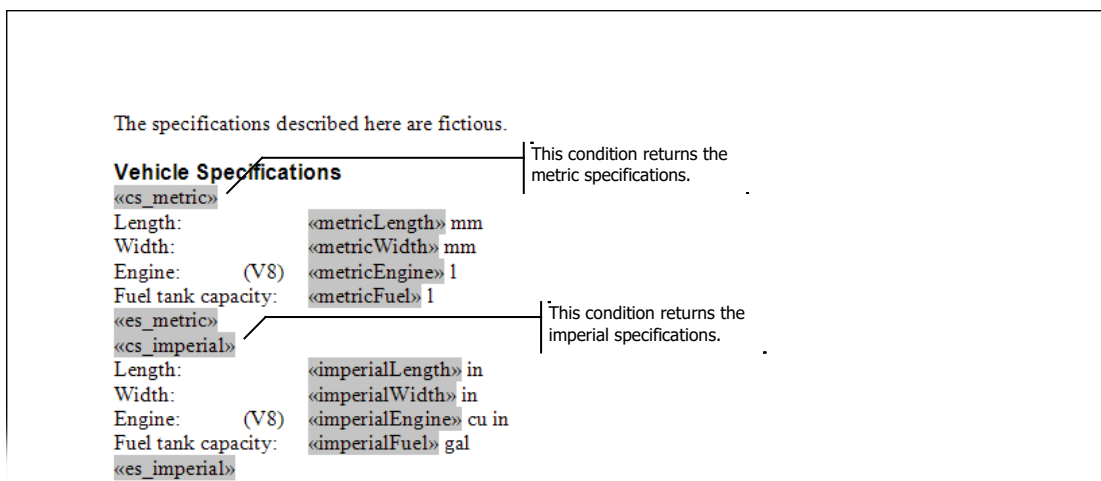 The specifications described here are fictious.
This condition returns the
metric specifications.
Vehicle Specifications
«cs_metric»
Length: «metricLength» mm
Width: «metricWidth» mm
Engine: (V8) «metricEngine» l
Fuel tank capacity: «metricFuel» l
This condition returns the
imperial specifications.
«es_metric»
«cs_imperial»
Length: «imperialLength» in
Width: «imperialWidth» in
Engine: (V8) «imperialEngine» cu in
Fuel tank capacity: «imperialFuel» gal
«es_imperial»